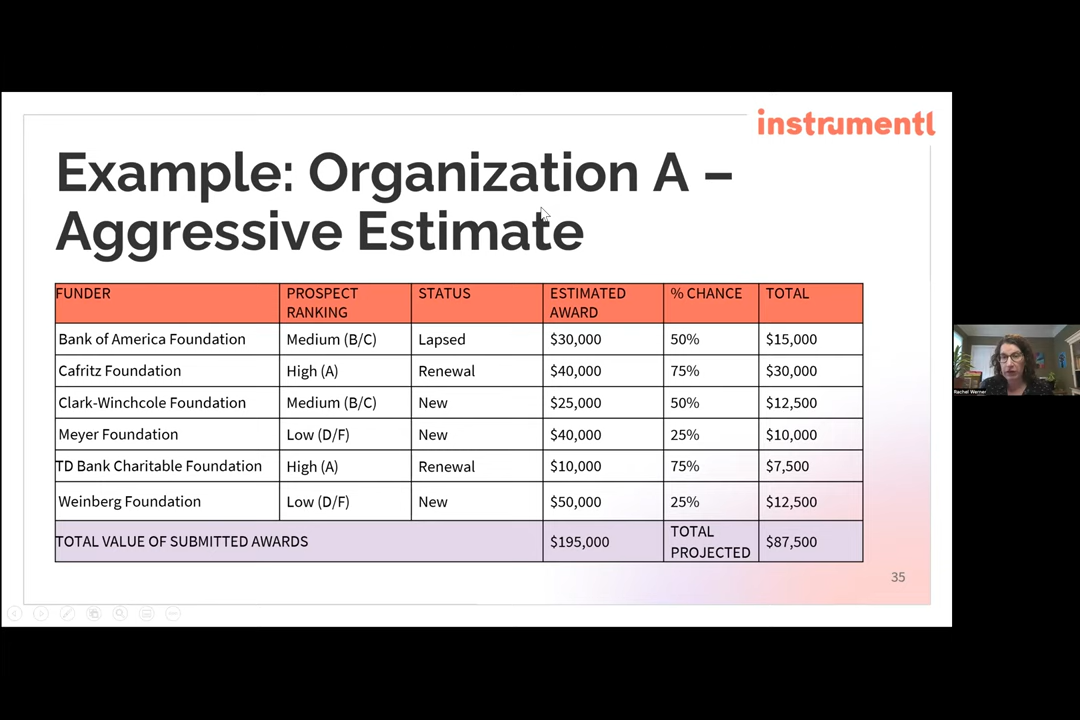 instrumentl
Example: Organization A –
Aggressive Estimate
FUNDER PROSPECT RANKING STATUS ESTIMATED AWARD % CHANCE TOTAL
Bank of America Foundation Medium (B/C) Lapsed $30,000 50% $15,000
Cafritz Foundation High (A) Renewal $40,000 75% $30,000
Clark-Winchcole Foundation Medium (B/C) New $25,000 50% $12,500
Meyer Foundation Low (D/F) New $40,000 25% $10,000
TD Bank Charitable Foundation High (A) Renewal $10,000 75% $7,500
Weinberg Foundation Low (D/F) New $50,000 25% $12,500
TOTAL VALUE OF SUBMITTED AWARDS $195,000 TOTAL PROJECTED $87,500
35
Rachel Werner